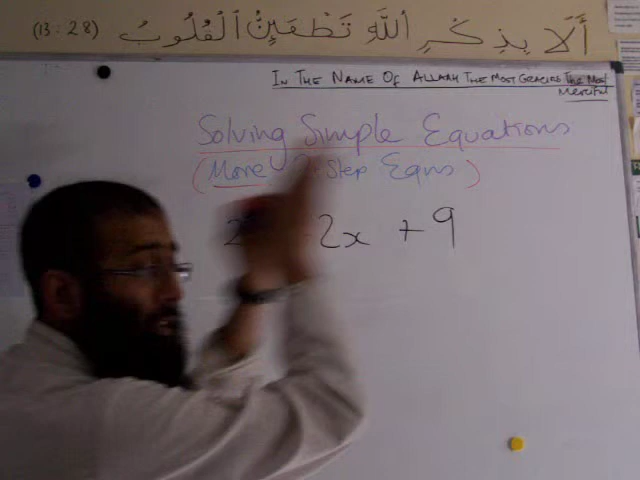 (13:28) أَلَا بِذِكْرِ اللَّهِ تَطْمَئِنُّ الْقُلُوبُ
IN THE NAME OF ALLAAH THE MOST GRACIOUS THE MOST
MERCIFUL
Solving Simple Equations
(More Step Eqns)
2x + 9